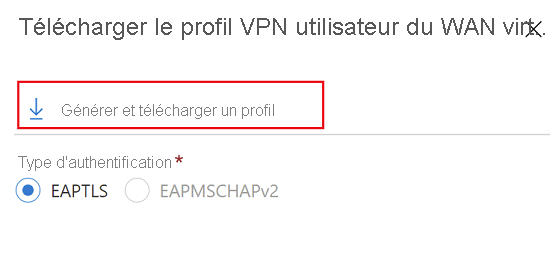 Télécharger le profil VPN utilisateur du WAN virt.
Générer et télécharger un profil
Type d'authentification *
EAPTLS EAPMSCHAPv2